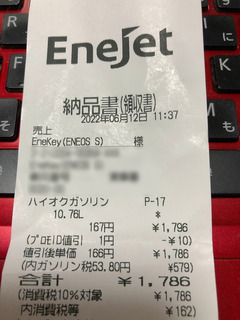 EneJet
納品書(領収書)
2022年06月12日 11:37
売上
EneKey(ENEOS S) 様
ハイオクガソリン P-17
10.76L *
167円 ￥1,796
(プロEID値引 1円 -￥10)
値引後単価 166円 ￥1,786
(内ガソリン税53.80円 ￥579)
合計 ￥1,786
(消費税10%対象 ￥1,786
内消費税等 ￥162)